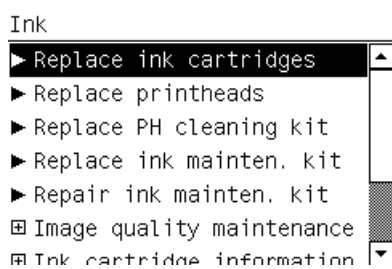 Ink
Replace ink cartridges
Replace printheads
Replace PH cleaning kit
Replace ink mainten. kit
Repair ink mainten. kit
Image quality maintenance
Ink cartridge information